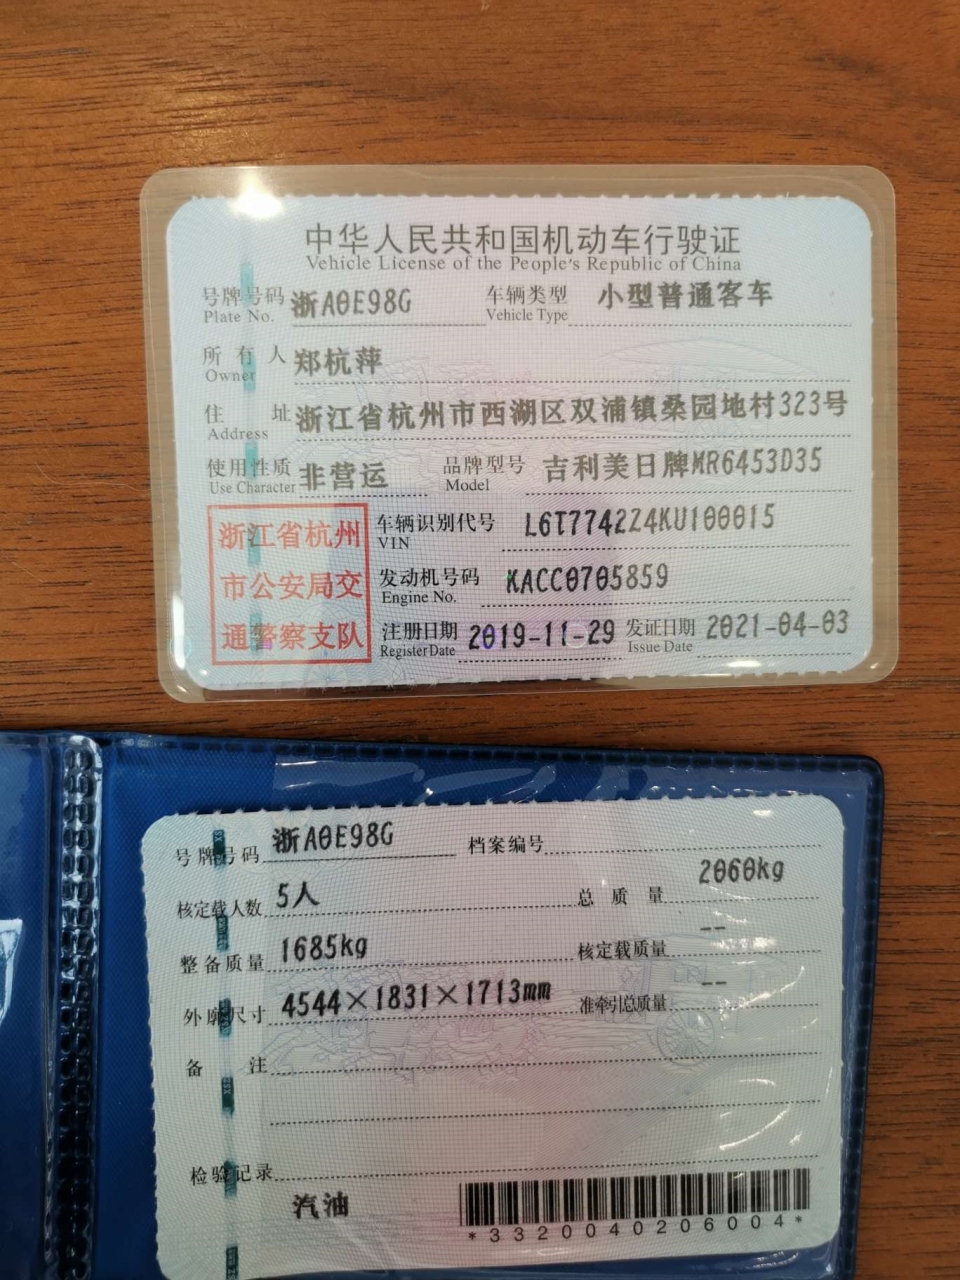 中华人民共和国机动车行驶证
Vehicle License of the People's Republic of China
号牌号码 浙A0E98G 车辆类型 小型普通客车
Plate No. Vehicle Type
所有人 郑杭萍
Owner
住址 浙江省杭州市西湖区双浦镇桑园地村323号
Address
使用性质 非营运 品牌型号 吉利美日牌MR6453D35
Use Character Model
浙江省杭州
市公安局交
通警察支队
车辆识别代号 L6T7742Z4KU100015
VIN
发动机号码 KACC0705859
Engine No.
注册日期 2019-11-29 发证日期 2021-04-03
Register Date Issue Date
号牌号码 浙A0E98G 档案编号
核定载人数 5人 总质量 2060kg
整备质量 1685kg 核定载质量 --
外廓尺寸 4544×1831×1713mm 准牵引总质量 --
备注
检验记录
汽油
*3320040206004*